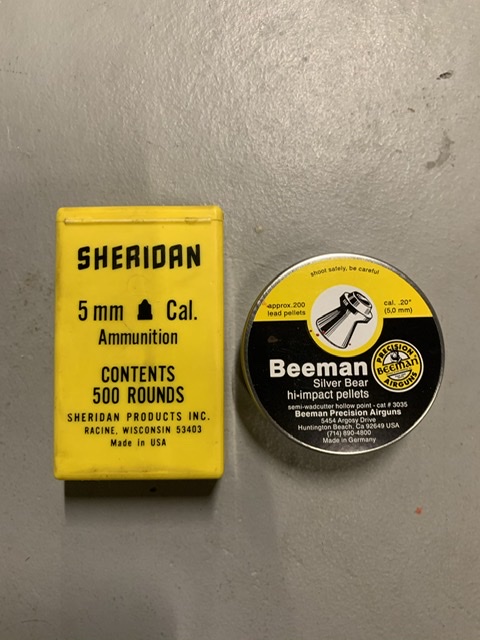 SHERIDAN
5mm Cal.
Ammunition
CONTENTS
500 ROUNDS
SHERIDAN PRODUCTS INC.
RACINE, WISCONSIN 53403
Made in USA
shoot safely, be careful
approx.200
lead pellets
cal. .20"
(5,0 mm)
Beeman
Silver Bear
hi-impact pellets
PRECISION
BEEMAN
AIRGUNS
semi-wadcutter hollow point - cat # 3035
Beeman Precision Airguns
5454 Argosy Drive
Huntington Beach, Ca 92649 USA
(714) 890-4800
Made in Germany